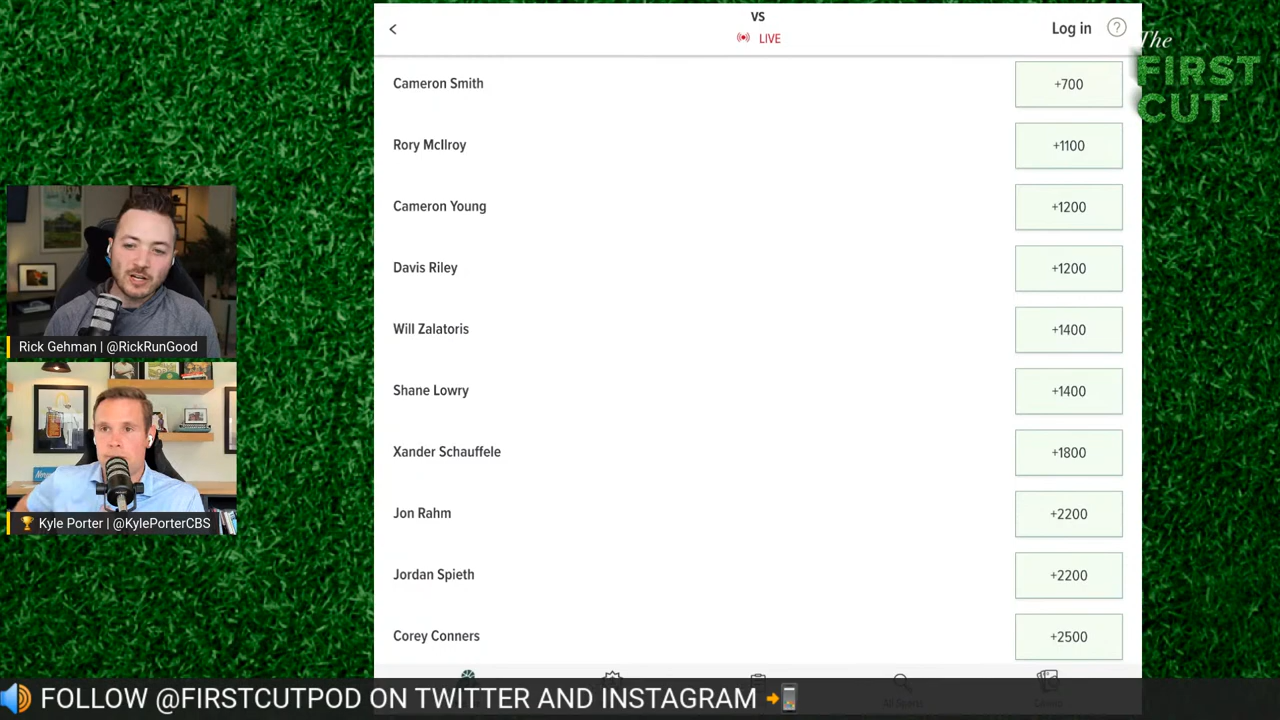 VS
LIVE
Log in
?
The
FIRST
CUT
Cameron Smith
+700
Rory McIlroy
+1100
Cameron Young
+1200
Davis Riley
+1200
Will Zalatoris
+1400
Shane Lowry
+1400
Xander Schauffele
+1800
Jon Rahm
+2200
Jordan Spieth
+2200
Corey Conners
+2500
Rick Gehman | @RickRunGood
Kyle Porter | @KylePorterCBS
All Sports
FOLLOW @FIRSTCUTPOD ON TWITTER AND INSTAGRAM